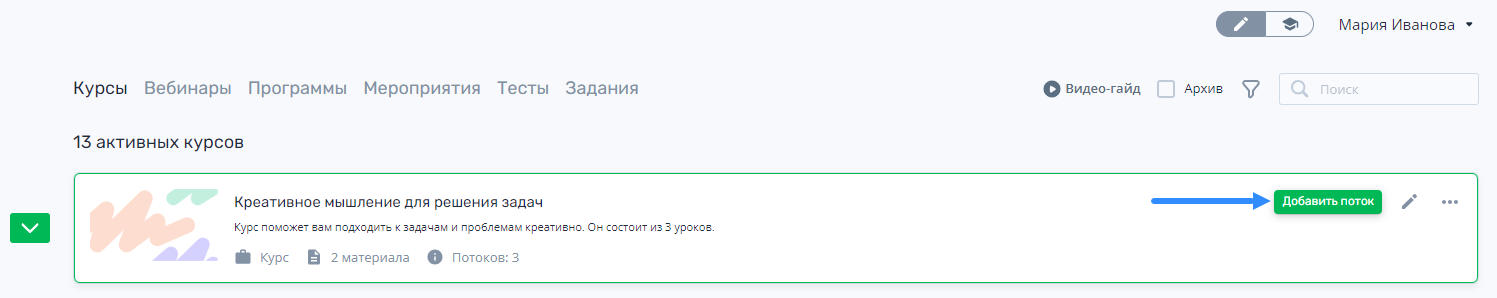 Мария Иванова
Курсы Вебинары Программы Мероприятия Тесты Задания Видео-гайд Архив Поиск
13 активных курсов
Креативное мышление для решения задач Добавить поток
Курс поможет вам подходить к задачам и проблемам креативно. Он состоит из 3 уроков.
Курс 2 материала Потоков: 3